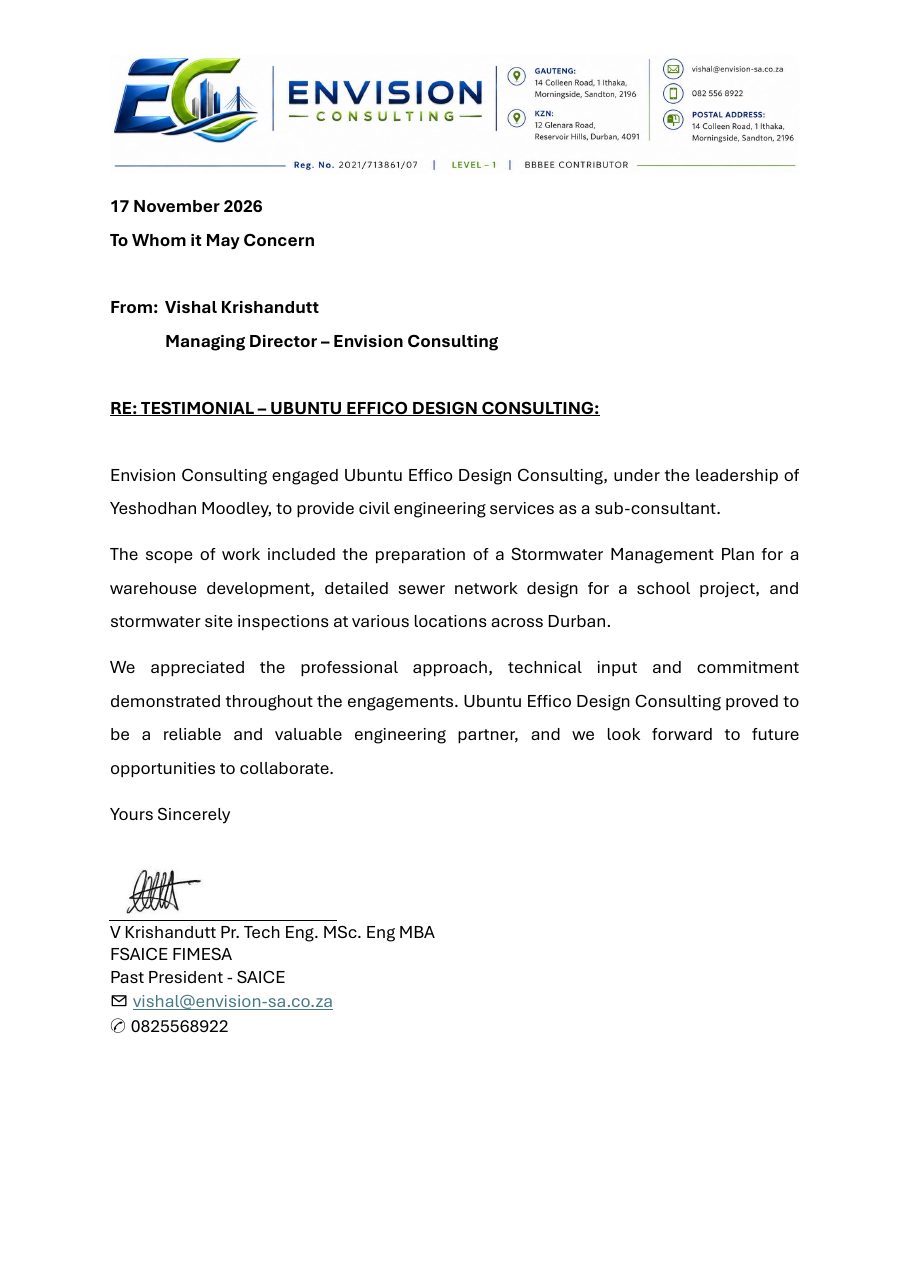 EC
ENVISION
CONSULTING
GAUTENG:
14 Colleen Road, 1 Ithaka,
Morningside, Sandton, 2196
KZN:
12 Glenara Road,
Reservoir Hills, Durban, 4091
vishal@envision-sa.co.za
082 556 8922
POSTAL ADDRESS:
14 Colleen Road, 1 Ithaka,
Morningside, Sandton, 2196
Reg. No. 2021/713861/07 | LEVEL – 1 | BBBEE CONTRIBUTOR
17 November 2026
To Whom it May Concern
From: Vishal Krishandutt
Managing Director – Envision Consulting
RE: TESTIMONIAL – UBUNTU EFFICO DESIGN CONSULTING:
Envision Consulting engaged Ubuntu Effico Design Consulting, under the leadership of
Yeshodhan Moodley, to provide civil engineering services as a sub-consultant.
The scope of work included the preparation of a Stormwater Management Plan for a
warehouse development, detailed sewer network design for a school project, and
stormwater site inspections at various locations across Durban.
We appreciated the professional approach, technical input and commitment
demonstrated throughout the engagements. Ubuntu Effico Design Consulting proved to
be a reliable and valuable engineering partner, and we look forward to future
opportunities to collaborate.
Yours Sincerely
V Krishandutt Pr. Tech Eng. MSc. Eng MBA
FSAICE FIMESA
Past President - SAICE
vishal@envision-sa.co.za
0825568922